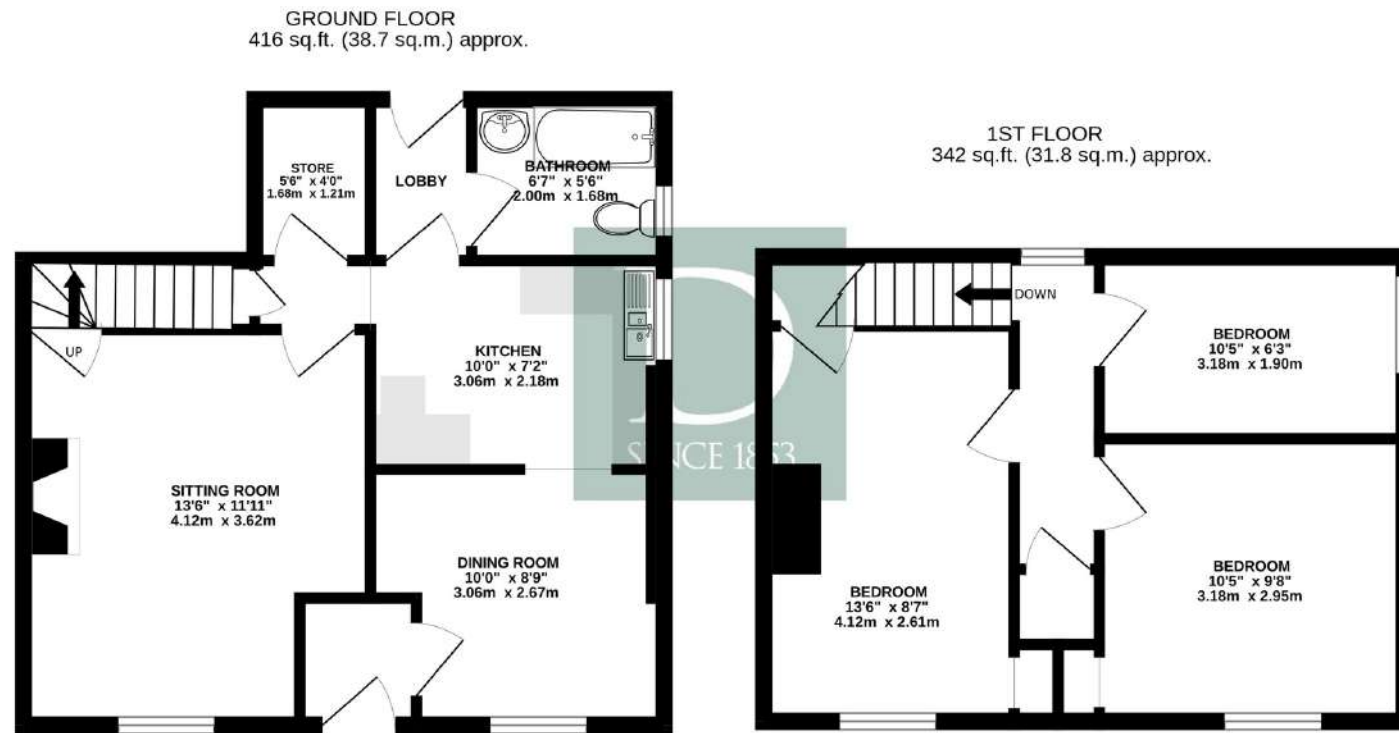 GROUND FLOOR
416 sq.ft. (38.7 sq.m.) approx.
STORE
5'6" x 4'0"
1.68m x 1.21m
LOBBY
BATHROOM
6'7" x 5'6"
2.00m x 1.68m
UP
KITCHEN
10'0" x 7'2"
3.06m x 2.18m
SITTING ROOM
13'6" x 11'11"
4.12m x 3.62m
DINING ROOM
10'0" x 8'9"
3.06m x 2.67m
D
SINCE 1853
1ST FLOOR
342 sq.ft. (31.8 sq.m.) approx.
DOWN
BEDROOM
10'5" x 6'3"
3.18m x 1.90m
BEDROOM
13'6" x 8'7"
4.12m x 2.61m
BEDROOM
10'5" x 9'8"
3.18m x 2.95m